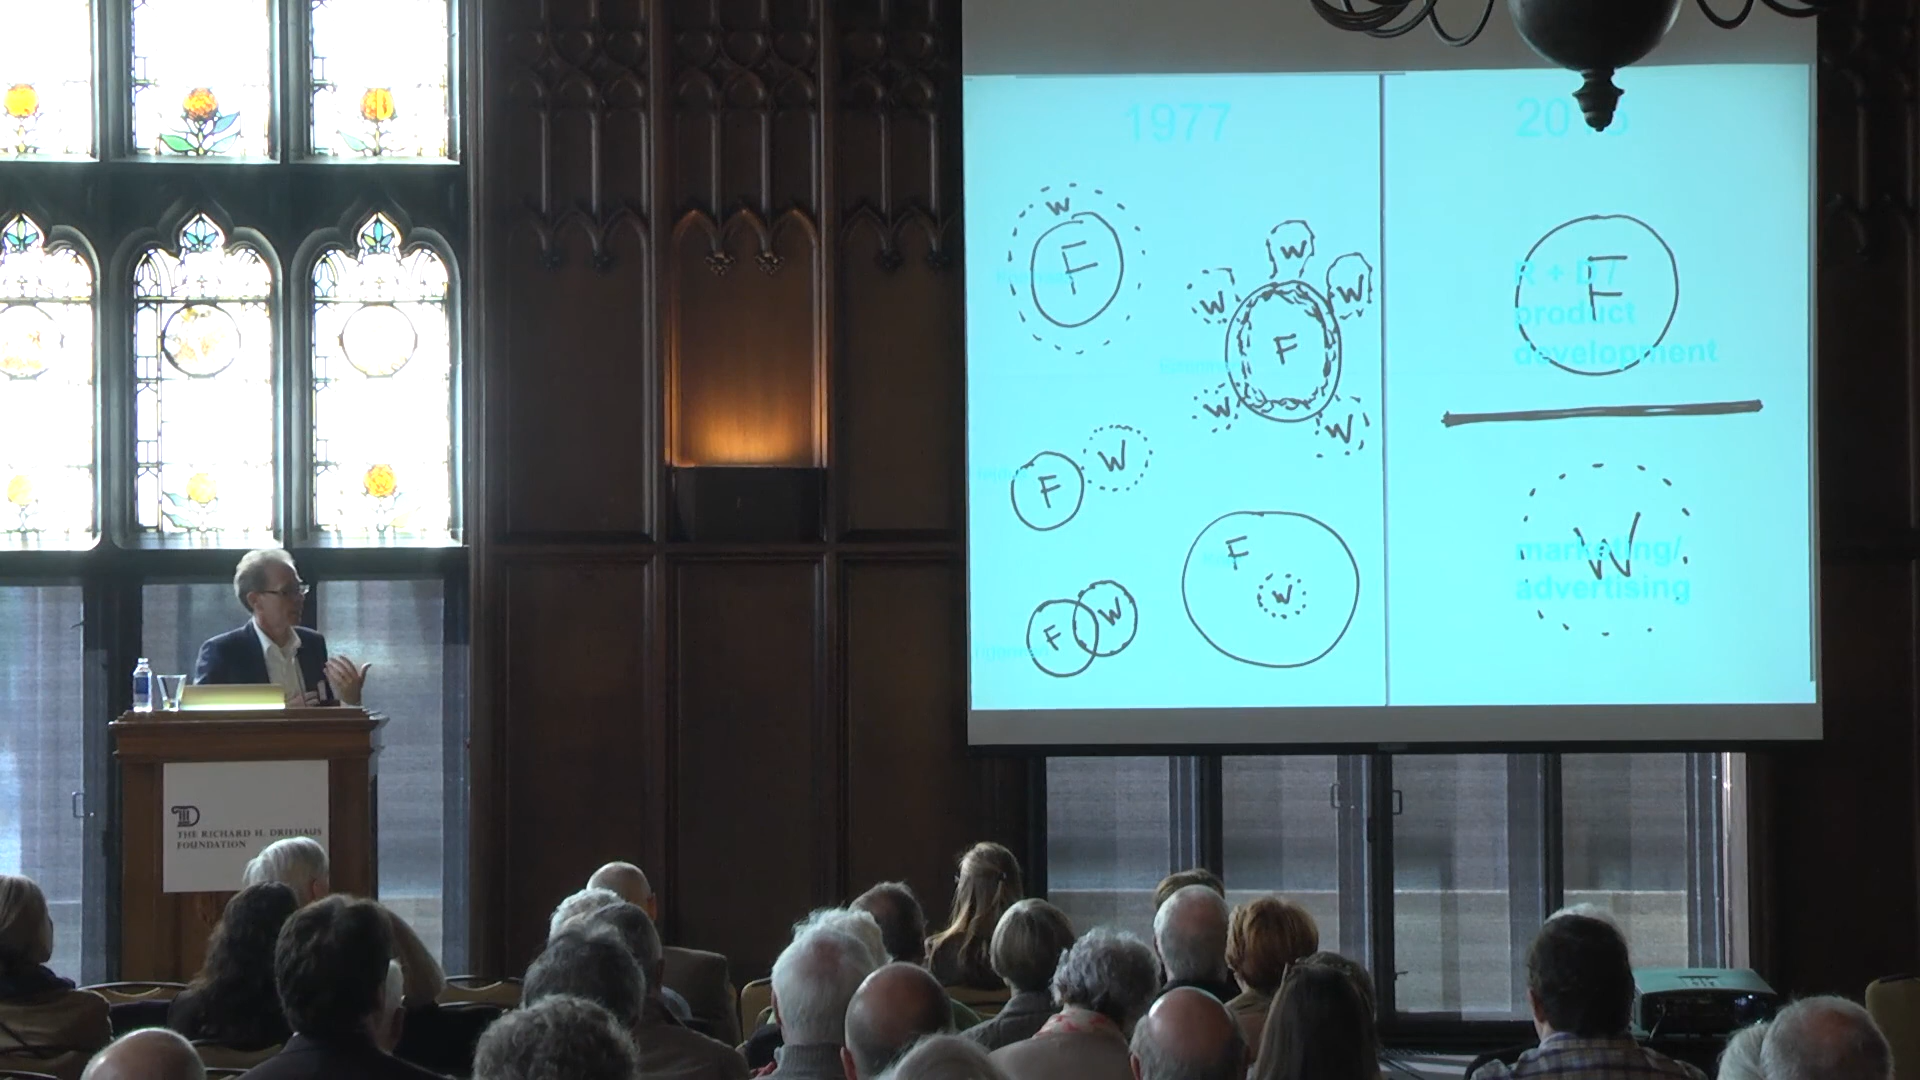 1977
W
F
W
W
W
F
W
W
F
W
F
W
F
W
F
R + D /
product
development
W
marketing/
advertising
THE RICHARD H. DRIEHAUS
FOUNDATION